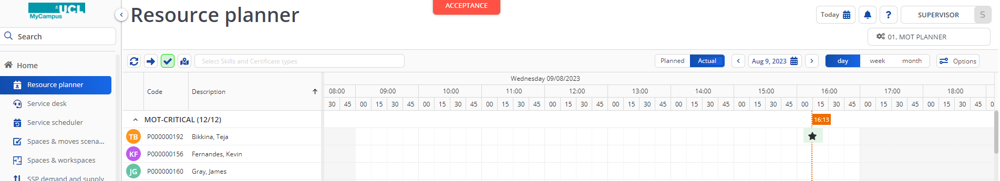 UCL
MyCampus
Resource planner
ACCEPTANCE
Today
?
SUPERVISOR
S
01, MOT PLANNER
Search
Home
Resource planner
Service desk
Service scheduler
Spaces & moves scena...
Spaces & workspaces
SSP demand and supply
Select Skills and Certificate types
Planned
Actual
Aug 9, 2023
day
week
month
Options
Wednesday 09/08/2023
Code Description 08:00 09:00 10:00 11:00 12:00 13:00 14:00 15:00 16:00 17:00 18:00
30 45 00 15 30 45 00 15 30 45 00 15 30 45 00 15 30 45 00 15 30 45 00 15 30 45 00 15 30 45 00 15 30 45 00 15 30 45 00 15 30 45
MOT-CRITICAL (12/12)
16:13
TB P000000192 Bikkina, Teja
KF P000000156 Fernandes, Kevin
JG P000000160 Gray, James